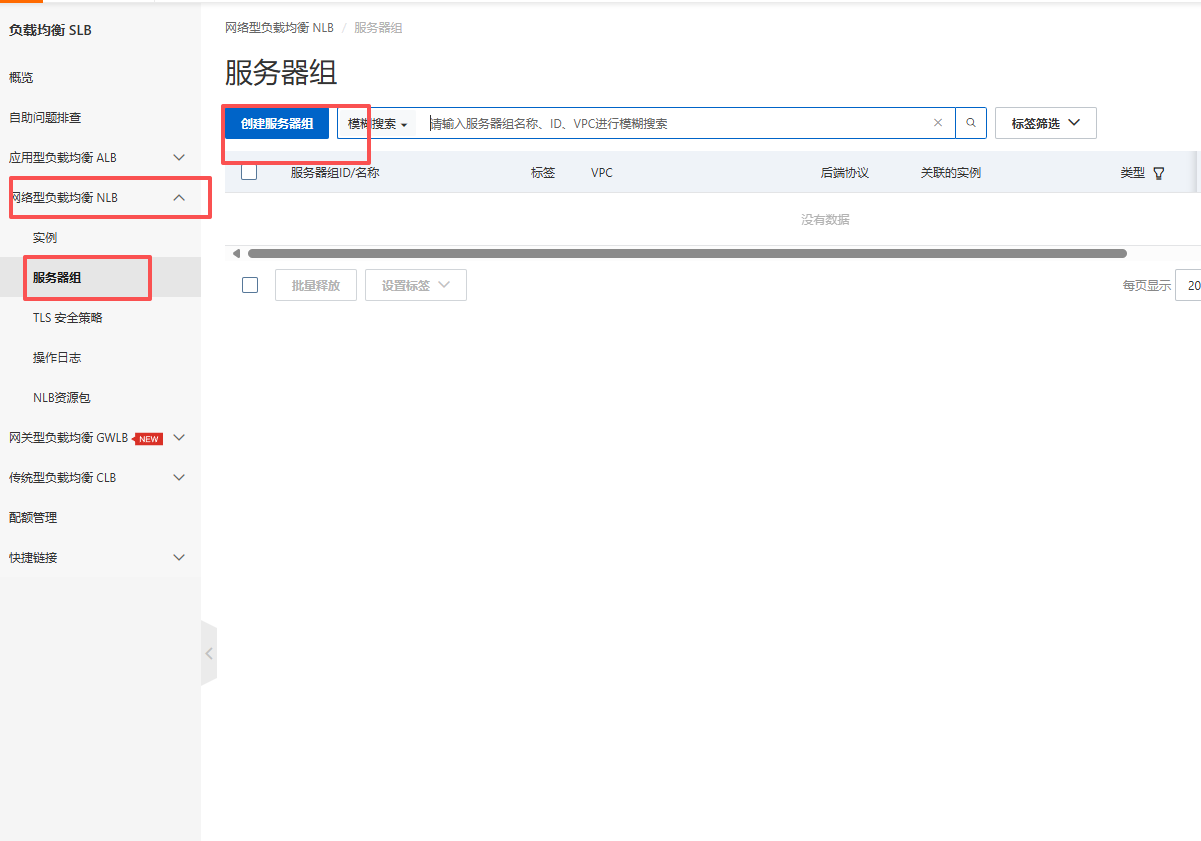 负载均衡 SLB
概览
自助问题排查
应用型负载均衡 ALB
网络型负载均衡 NLB
实例
服务器组
TLS 安全策略
操作日志
NLB资源包
网关型负载均衡 GWLB NEW
传统型负载均衡 CLB
配额管理
快捷链接
网络型负载均衡 NLB / 服务器组
服务器组
创建服务器组 模糊搜索 请输入服务器组名称、ID、VPC进行模糊搜索 标签筛选
服务器组ID/名称 标签 VPC 后端协议 关联的实例 类型
没有数据
批量释放 设置标签 每页显示 20